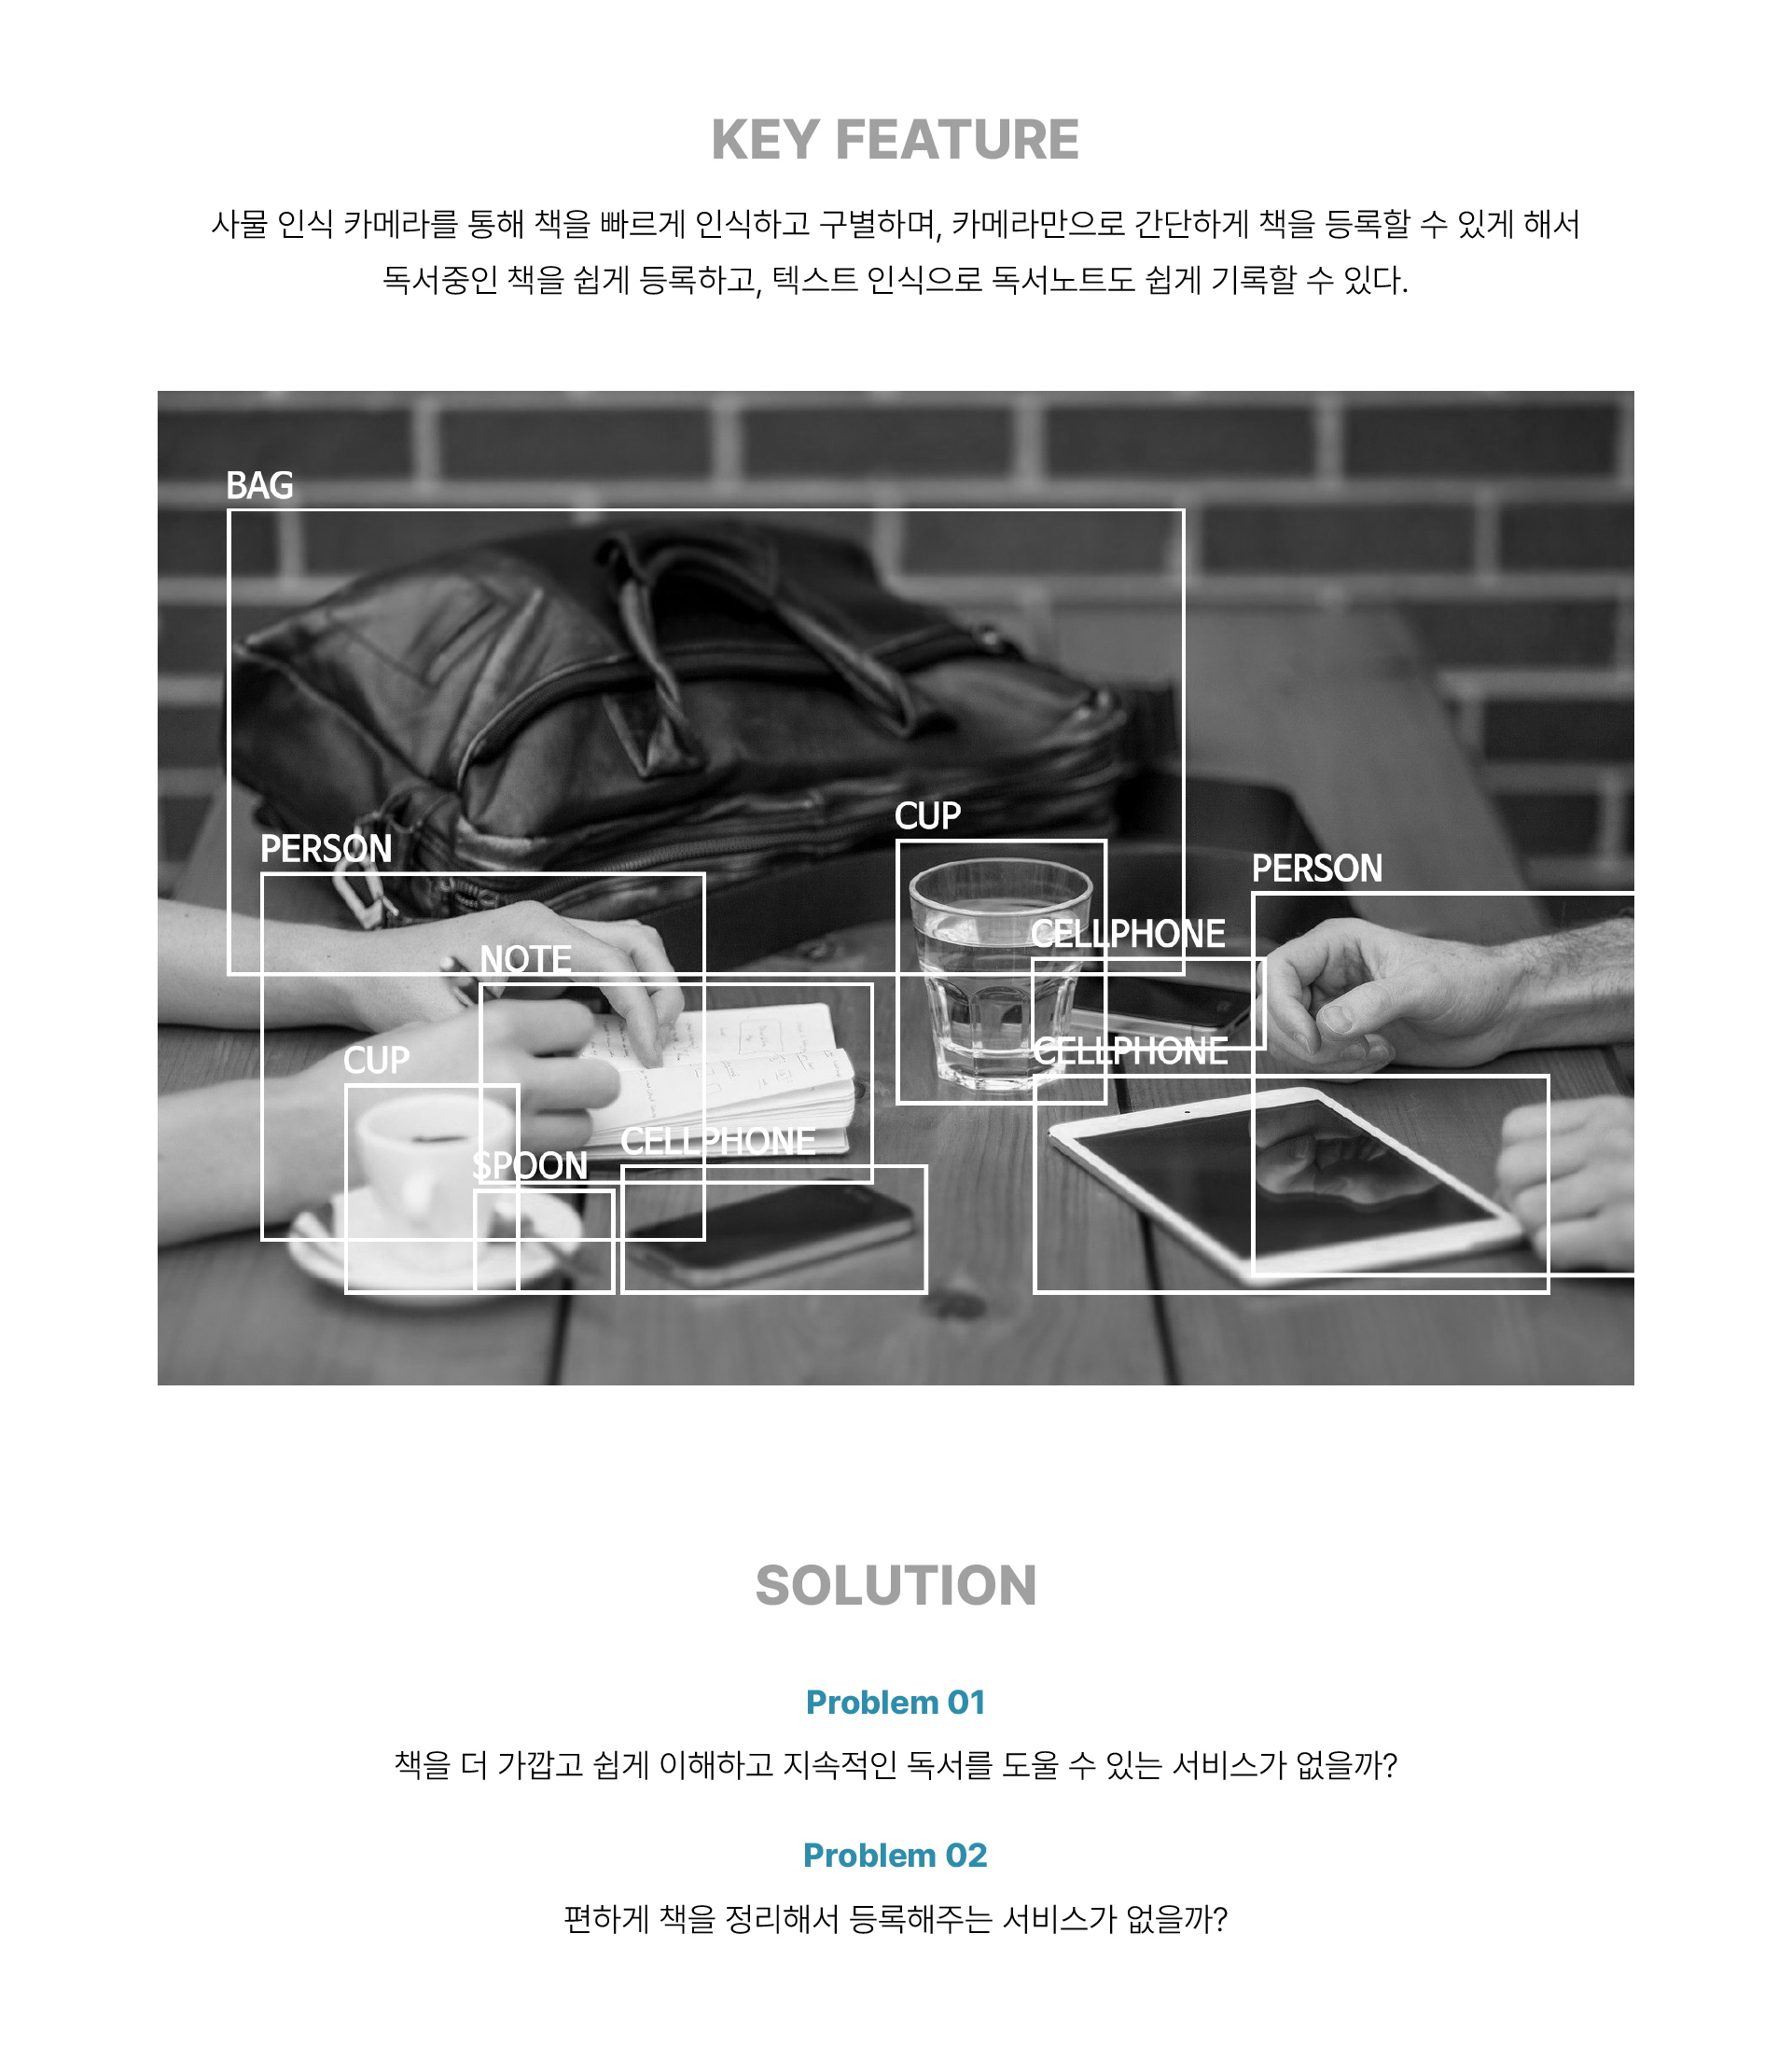 KEY FEATURE
사물 인식 카메라를 통해 책을 빠르게 인식하고 구별하며, 카메라만으로 간단하게 책을 등록할 수 있게 해서
독서중인 책을 쉽게 등록하고, 텍스트 인식으로 독서노트도 쉽게 기록할 수 있다.
BAG
CUP
PERSON
PERSON
CELLPHONE
NOTE
CELLPHONE
CUP
CELLPHONE
SPOON
SOLUTION
Problem 01
책을 더 가깝고 쉽게 이해하고 지속적인 독서를 도울 수 있는 서비스가 없을까?
Problem 02
편하게 책을 정리해서 등록해주는 서비스가 없을까?